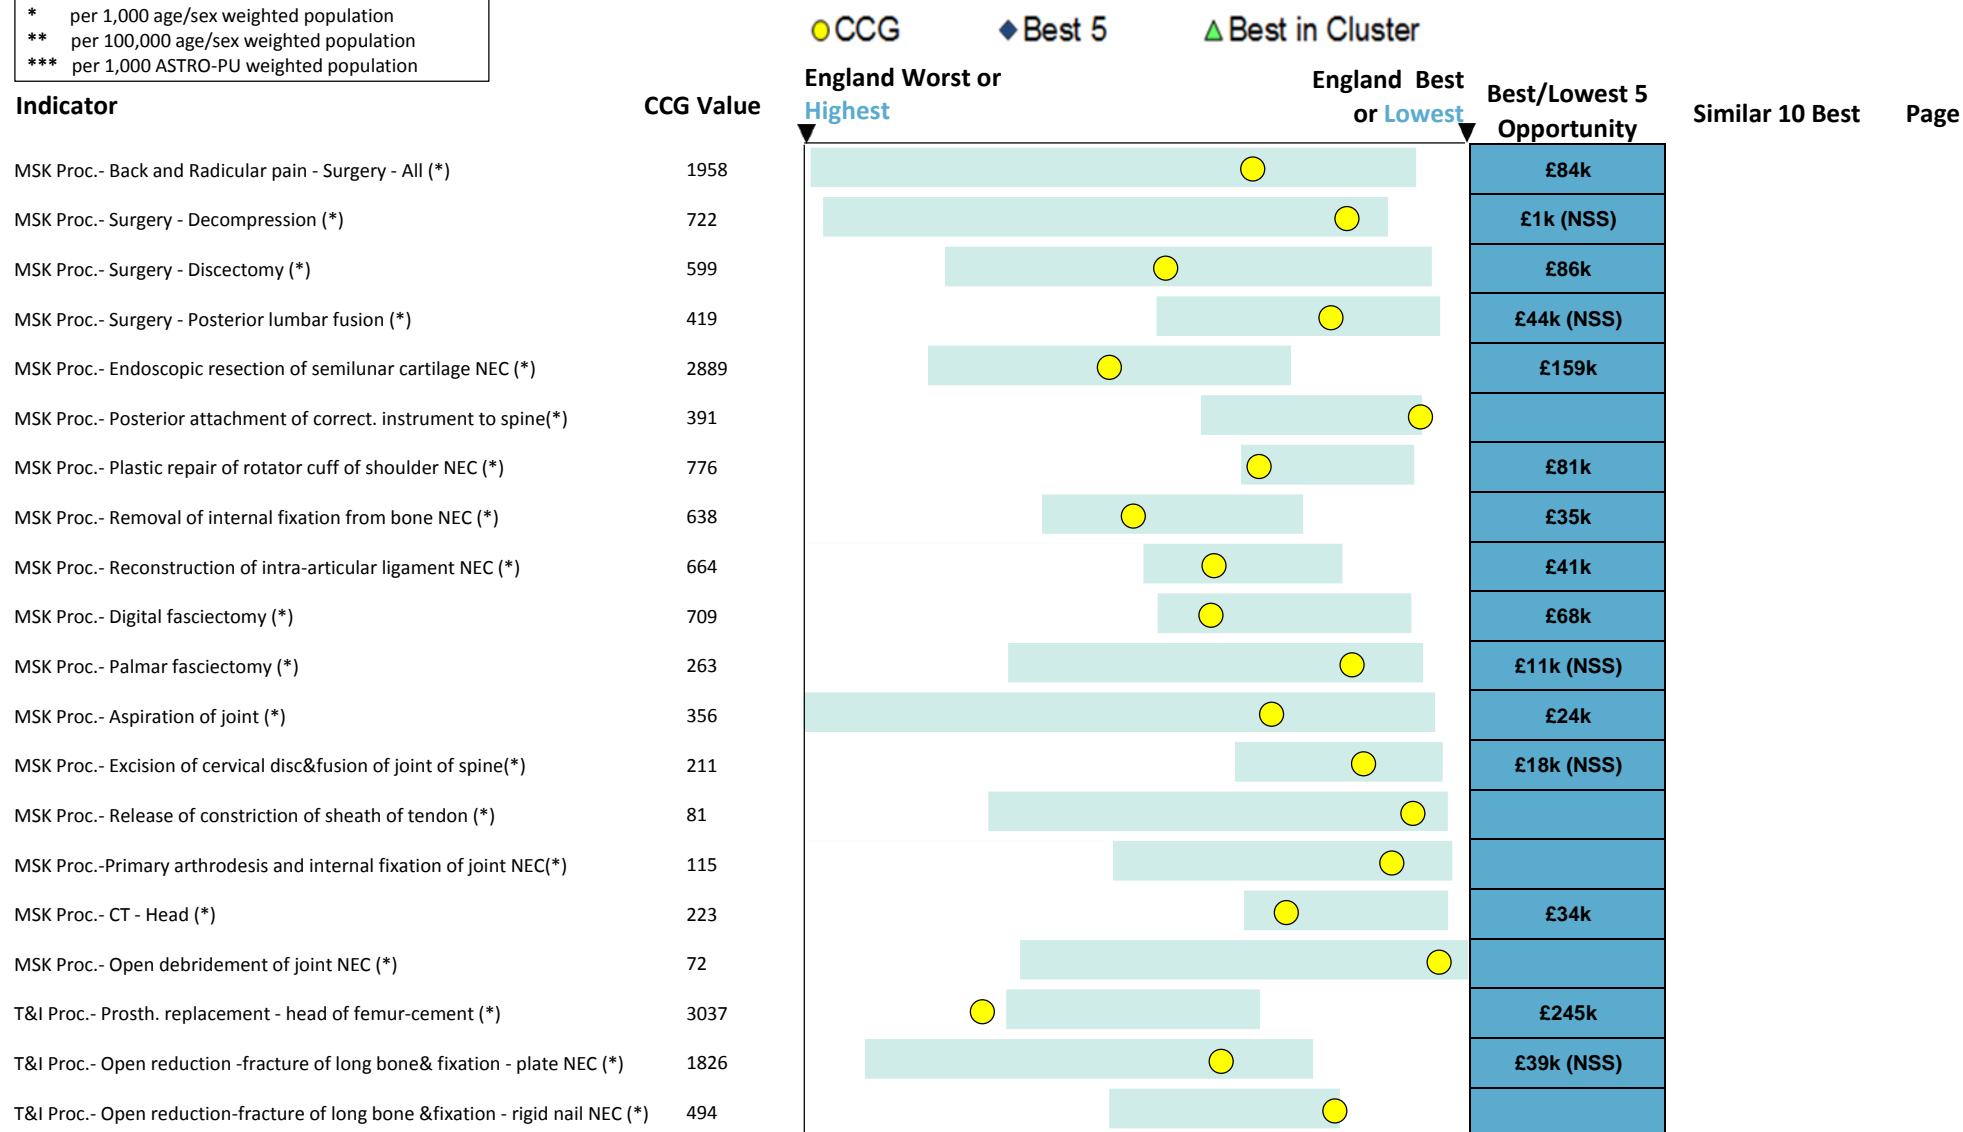 * per 1,000 age/sex weighted population
** per 100,000 age/sex weighted population
*** per 1,000 ASTRO-PU weighted population
CCG Best 5 Best in Cluster
Indicator CCG Value England Worst or Highest England Best or Lowest Best/Lowest 5 Opportunity Similar 10 Best Page
MSK Proc.- Back and Radicular pain - Surgery - All (*) 1958 £84k
MSK Proc.- Surgery - Decompression (*) 722 £1k (NSS)
MSK Proc.- Surgery - Discectomy (*) 599 £86k
MSK Proc.- Surgery - Posterior lumbar fusion (*) 419 £44k (NSS)
MSK Proc.- Endoscopic resection of semilunar cartilage NEC (*) 2889 £159k
MSK Proc.- Posterior attachment of correct. instrument to spine(*) 391
MSK Proc.- Plastic repair of rotator cuff of shoulder NEC (*) 776 £81k
MSK Proc.- Removal of internal fixation from bone NEC (*) 638 £35k
MSK Proc.- Reconstruction of intra-articular ligament NEC (*) 664 £41k
MSK Proc.- Digital fasciectomy (*) 709 £68k
MSK Proc.- Palmar fasciectomy (*) 263 £11k (NSS)
MSK Proc.- Aspiration of joint (*) 356 £24k
MSK Proc.- Excision of cervical disc&fusion of joint of spine(*) 211 £18k (NSS)
MSK Proc.- Release of constriction of sheath of tendon (*) 81
MSK Proc.-Primary arthrodesis and internal fixation of joint NEC(*) 115
MSK Proc.- CT - Head (*) 223 £34k
MSK Proc.- Open debridement of joint NEC (*) 72
T&I Proc.- Prosth. replacement - head of femur-cement (*) 3037 £245k
T&I Proc.- Open reduction -fracture of long bone& fixation - plate NEC (*) 1826 £39k (NSS)
T&I Proc.- Open reduction-fracture of long bone &fixation - rigid nail NEC (*) 494